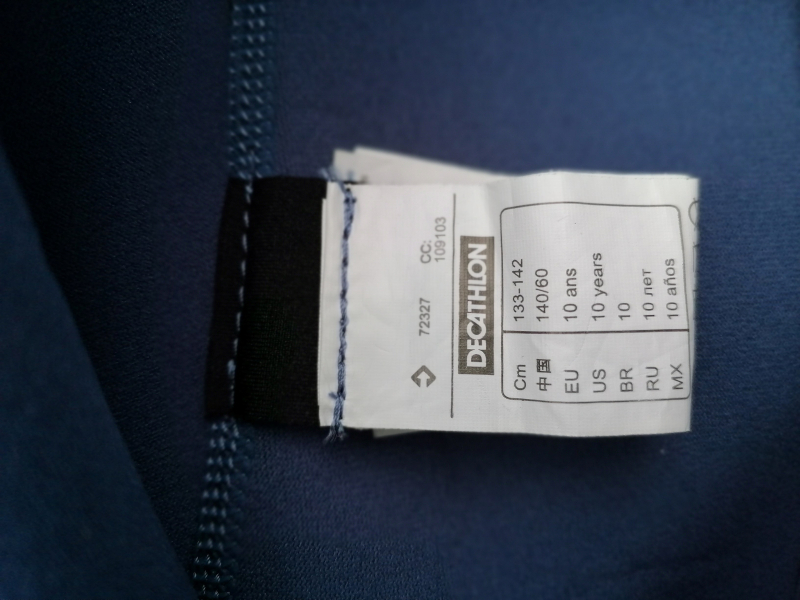 72327 CC:
109103
DECATHLON
Cm 133-142
中国 140/60
EU 10 ans
US 10 years
BR 10
RU 10 лет
MX 10 años